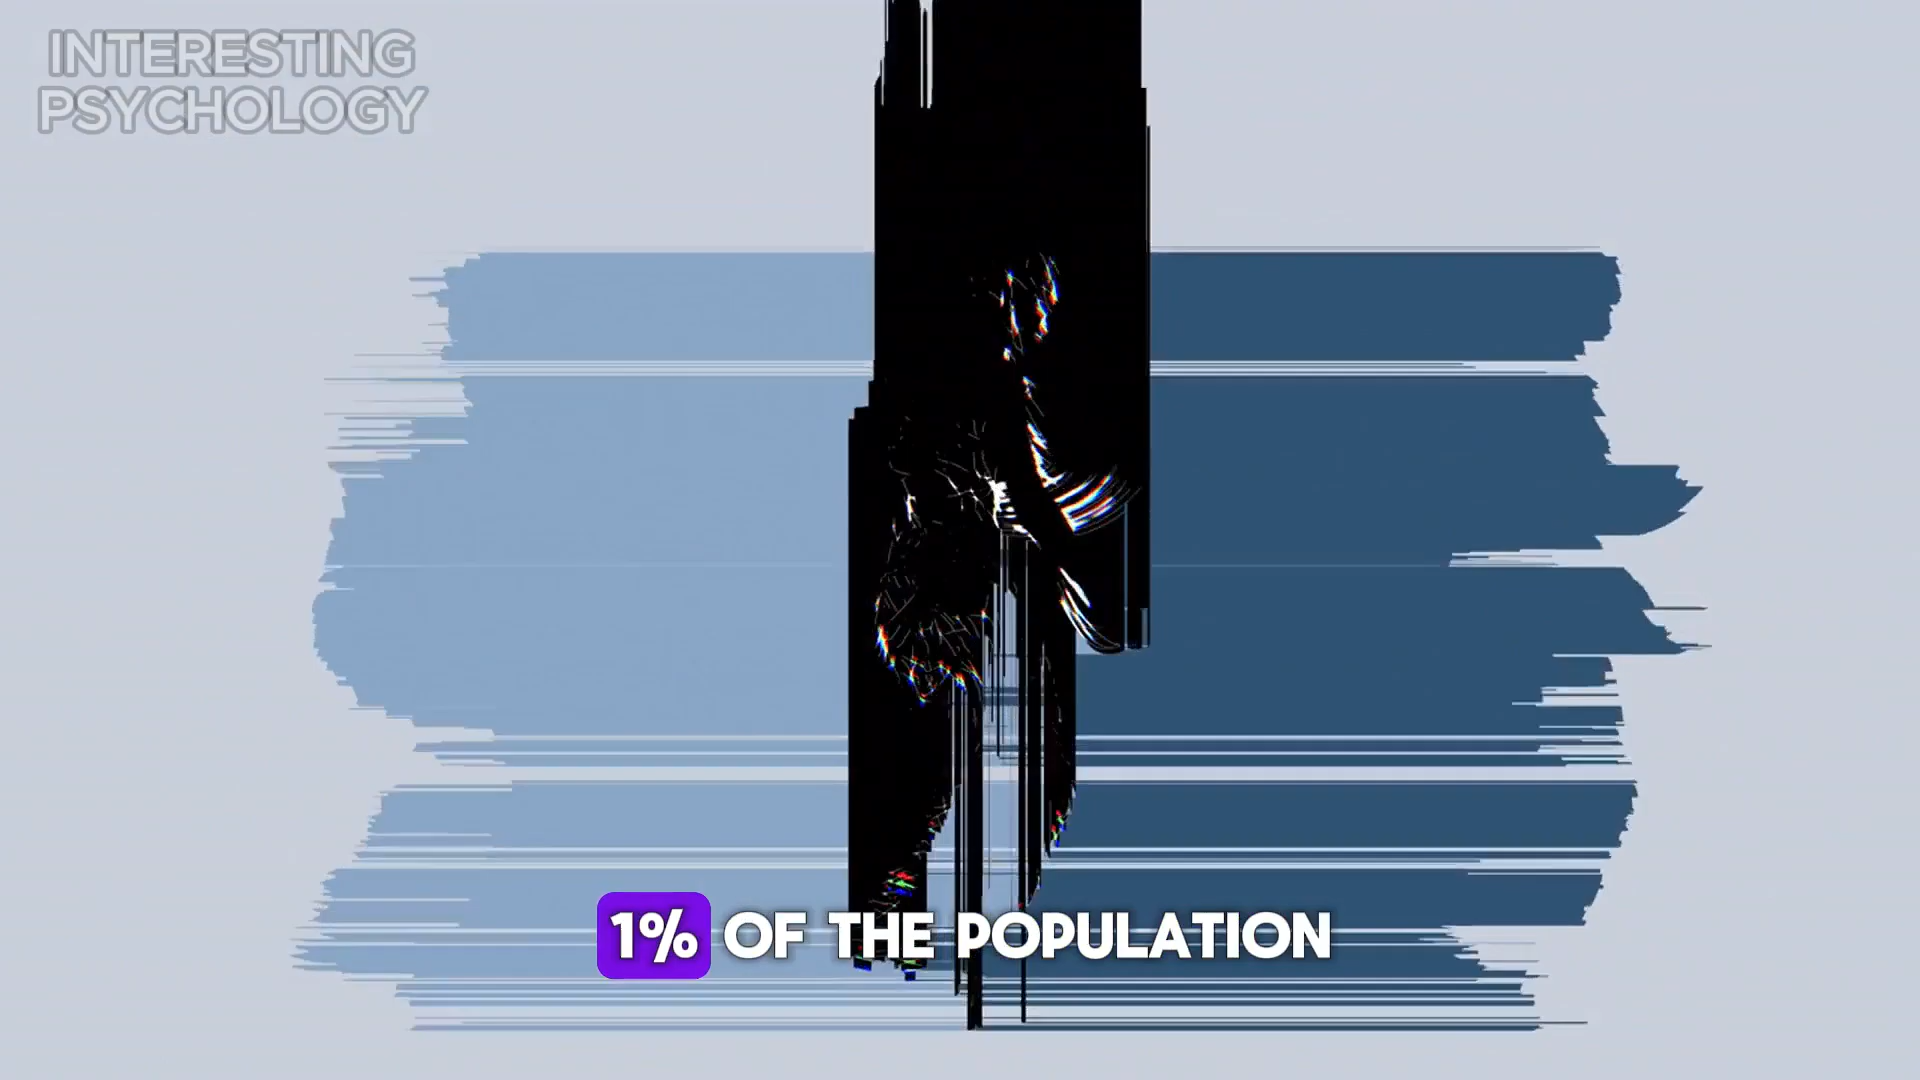 INTERESTING
PSYCHOLOGY
1% OF THE POPULATION